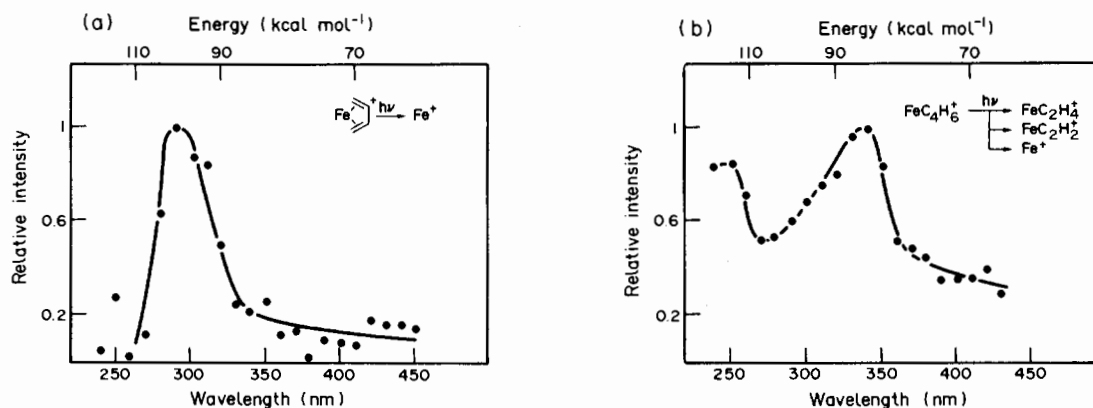 (a)
Energy (kcal mol⁻¹)
110 90 70
Relative intensity
1
0.6
0.2
Fe + hν Fe⁺
250 300 350 400 450
Wavelength (nm)
(b)
Energy (kcal mol⁻¹)
110 90 70
Relative intensity
1
0.6
0.2
FeC₄H₆⁺ hν FeC₂H₄⁺
FeC₂H₂⁺
Fe⁺
250 300 350 400 450
Wavelength (nm)